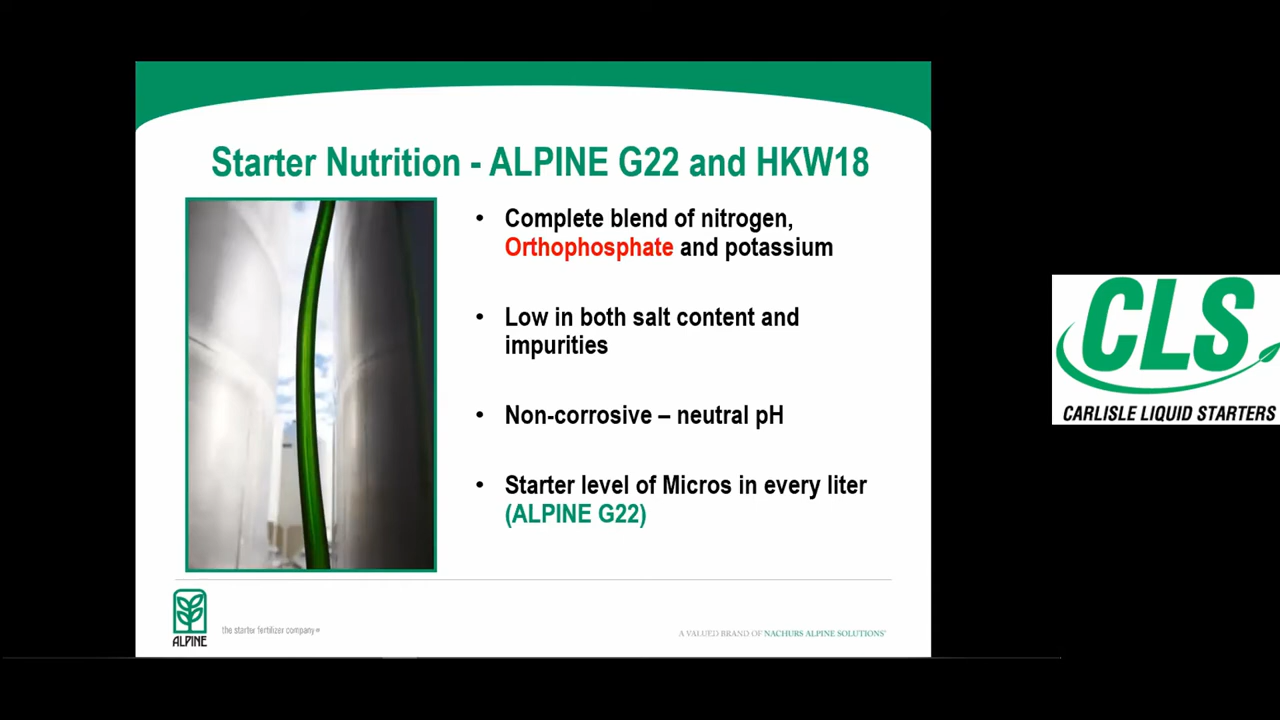 Starter Nutrition - ALPINE G22 and HKW18
• Complete blend of nitrogen,
Orthophosphate and potassium
• Low in both salt content and
impurities
• Non-corrosive – neutral pH
• Starter level of Micros in every liter
(ALPINE G22)
ALPINE
the starter fertilizer company
A VALUED BRAND OF NACHURS ALPINE SOLUTIONS
CLS
CARLISLE LIQUID STARTERS